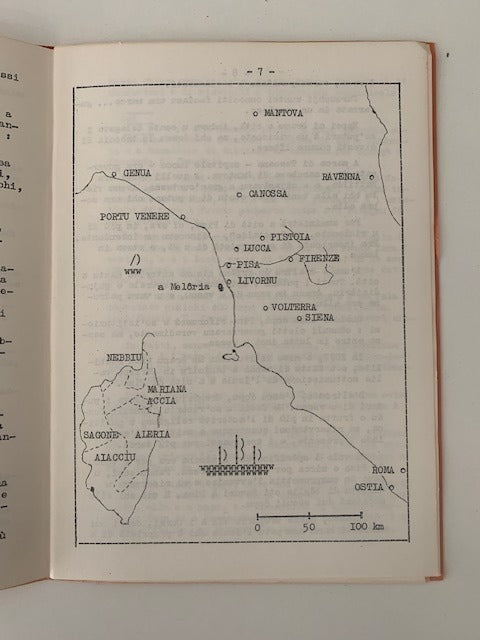 - 7 -
MANTOVA
GENUA
RAVENNA
CANOSSA
PORTU VENERE
PISTOIA
LUCCA
FIRENZE
PISA
a Melória
LIVORNU
VOLTERRA
SIENA
NEBBIU
MARIANA
ACCIA
SAGONE
ALERIA
AIACCIU
ROMA
OSTIA
0 50 100 km